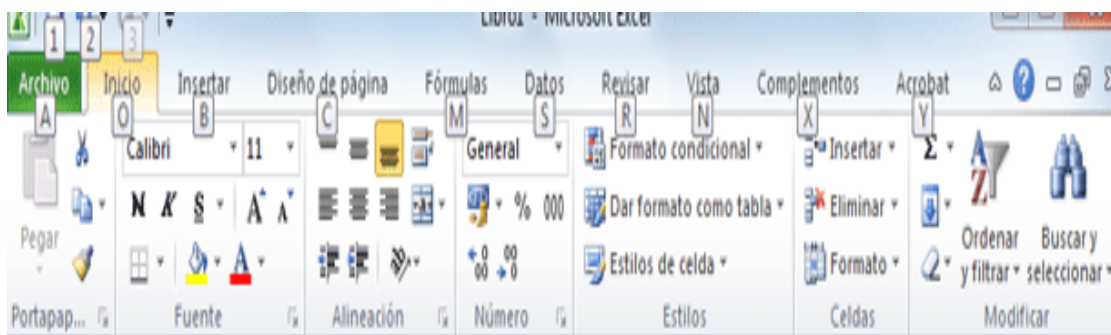 Libro1 - Microsoft Excel
1 2 3
Archivo Inicio Insertar Diseño de página Fórmulas Datos Revisar Vista Complementos Acrobat
A O B C M S R N X Y
Calibri 11 General Formato condicional Insertar Σ
N K S A A % 000 Dar formato como tabla Eliminar
Pegar A Estilos de celda Formato Ordenar y filtrar Buscar y seleccionar
Portapap... Fuente Alineación Número Estilos Celdas Modificar